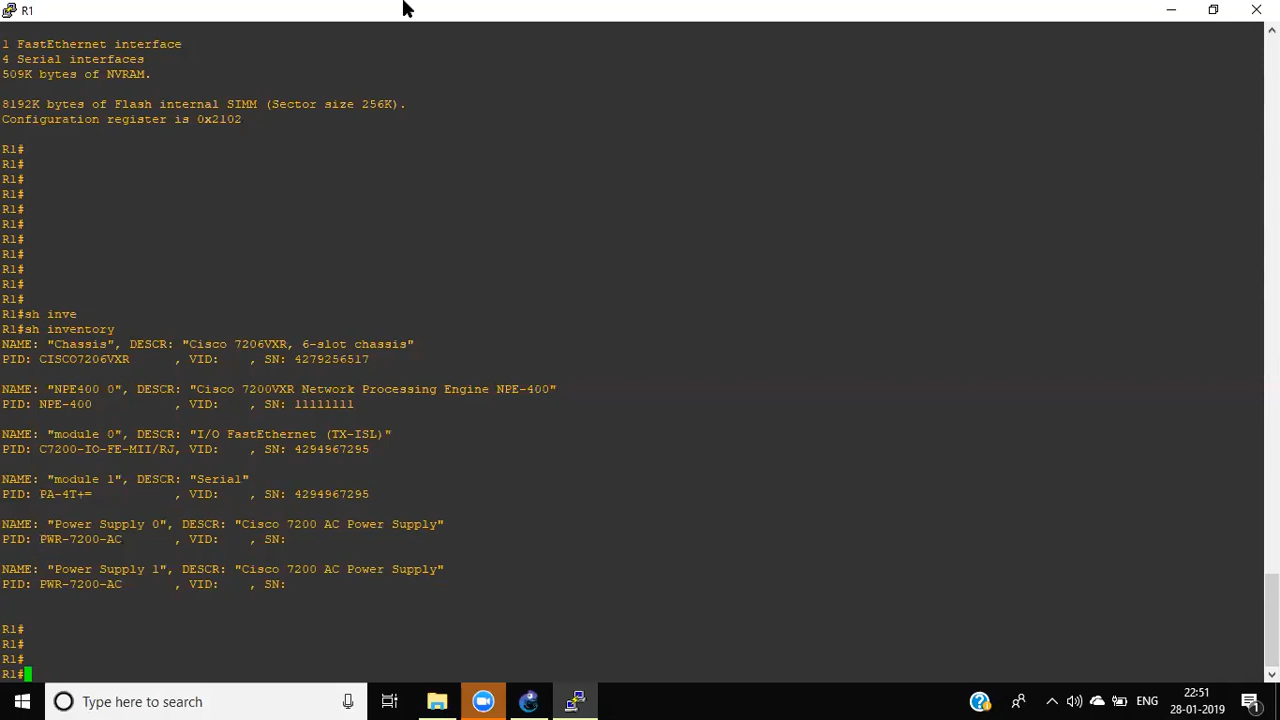 R1
1 FastEthernet interface
4 Serial interfaces
509K bytes of NVRAM.
8192K bytes of Flash internal SIMM (Sector size 256K).
Configuration register is 0x2102
R1#
R1#
R1#
R1#
R1#
R1#
R1#
R1#
R1#
R1#
R1#
R1#sh inve
R1#sh inventory
NAME: "Chassis", DESCR: "Cisco 7206VXR, 6-slot chassis"
PID: CISCO7206VXR      , VID:    , SN: 4279256517
NAME: "NPE400 0", DESCR: "Cisco 7200VXR Network Processing Engine NPE-400"
PID: NPE-400           , VID:    , SN: 11111111
NAME: "module 0", DESCR: "I/O FastEthernet (TX-ISL)"
PID: C7200-IO-FE-MII/RJ, VID:    , SN: 4294967295
NAME: "module 1", DESCR: "Serial"
PID: PA-4T+=           , VID:    , SN: 4294967295
NAME: "Power Supply 0", DESCR: "Cisco 7200 AC Power Supply"
PID: PWR-7200-AC       , VID:    , SN:
NAME: "Power Supply 1", DESCR: "Cisco 7200 AC Power Supply"
PID: PWR-7200-AC       , VID:    , SN:
R1#
R1#
R1#
R1#
Type here to search
ENG
22:51
28-01-2019
1